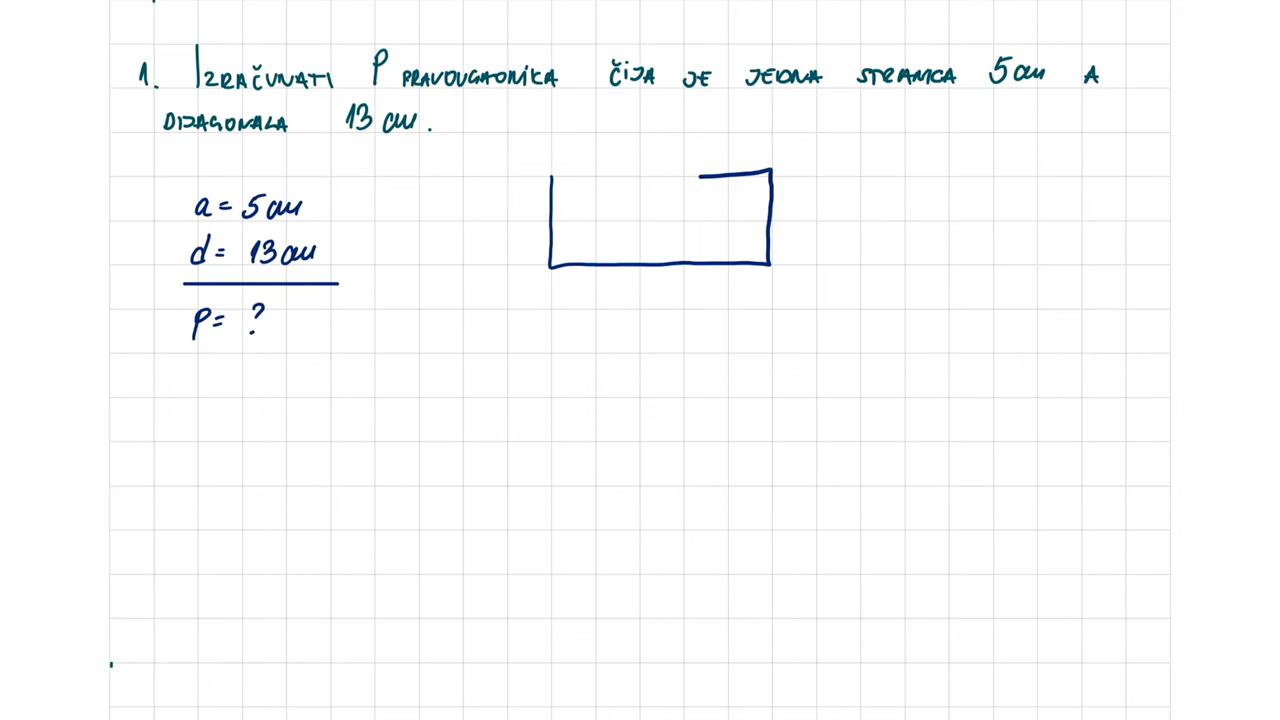 1. IZRAČUNATI P PRAVOUGAONIKA ČIJA JE JEDNA STRANICA 5cm A
DIJAGONALA 13 cm.
a = 5cm
d = 13cm
P = ?